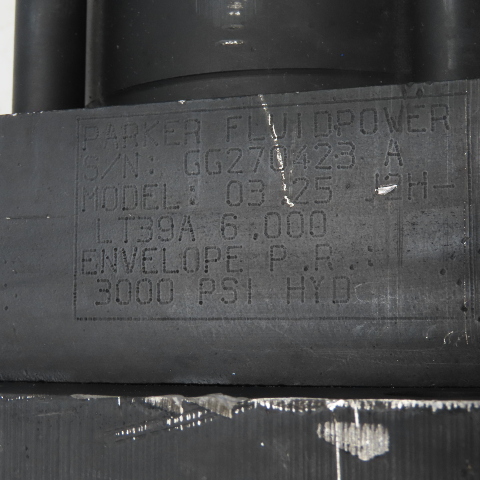 PARKER FLUIDPOWER
S/N: GG270423 A
MODEL: 03.25 J2H-
LT39A 6.000
ENVELOPE P.R.:
3000 PSI HYD